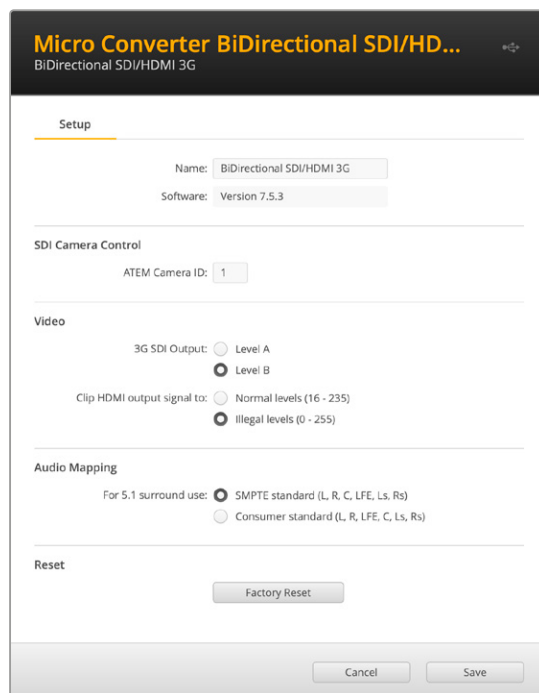 Micro Converter BiDirectional SDI/HD...
BiDirectional SDI/HDMI 3G
Setup
Name: BiDirectional SDI/HDMI 3G
Software: Version 7.5.3
SDI Camera Control
ATEM Camera ID: 1
Video
3G SDI Output: Level A
Level B
Clip HDMI output signal to: Normal levels (16 - 235)
Illegal levels (0 - 255)
Audio Mapping
For 5.1 surround use: SMPTE standard (L, R, C, LFE, Ls, Rs)
Consumer standard (L, R, LFE, C, Ls, Rs)
Reset
Factory Reset
Cancel Save